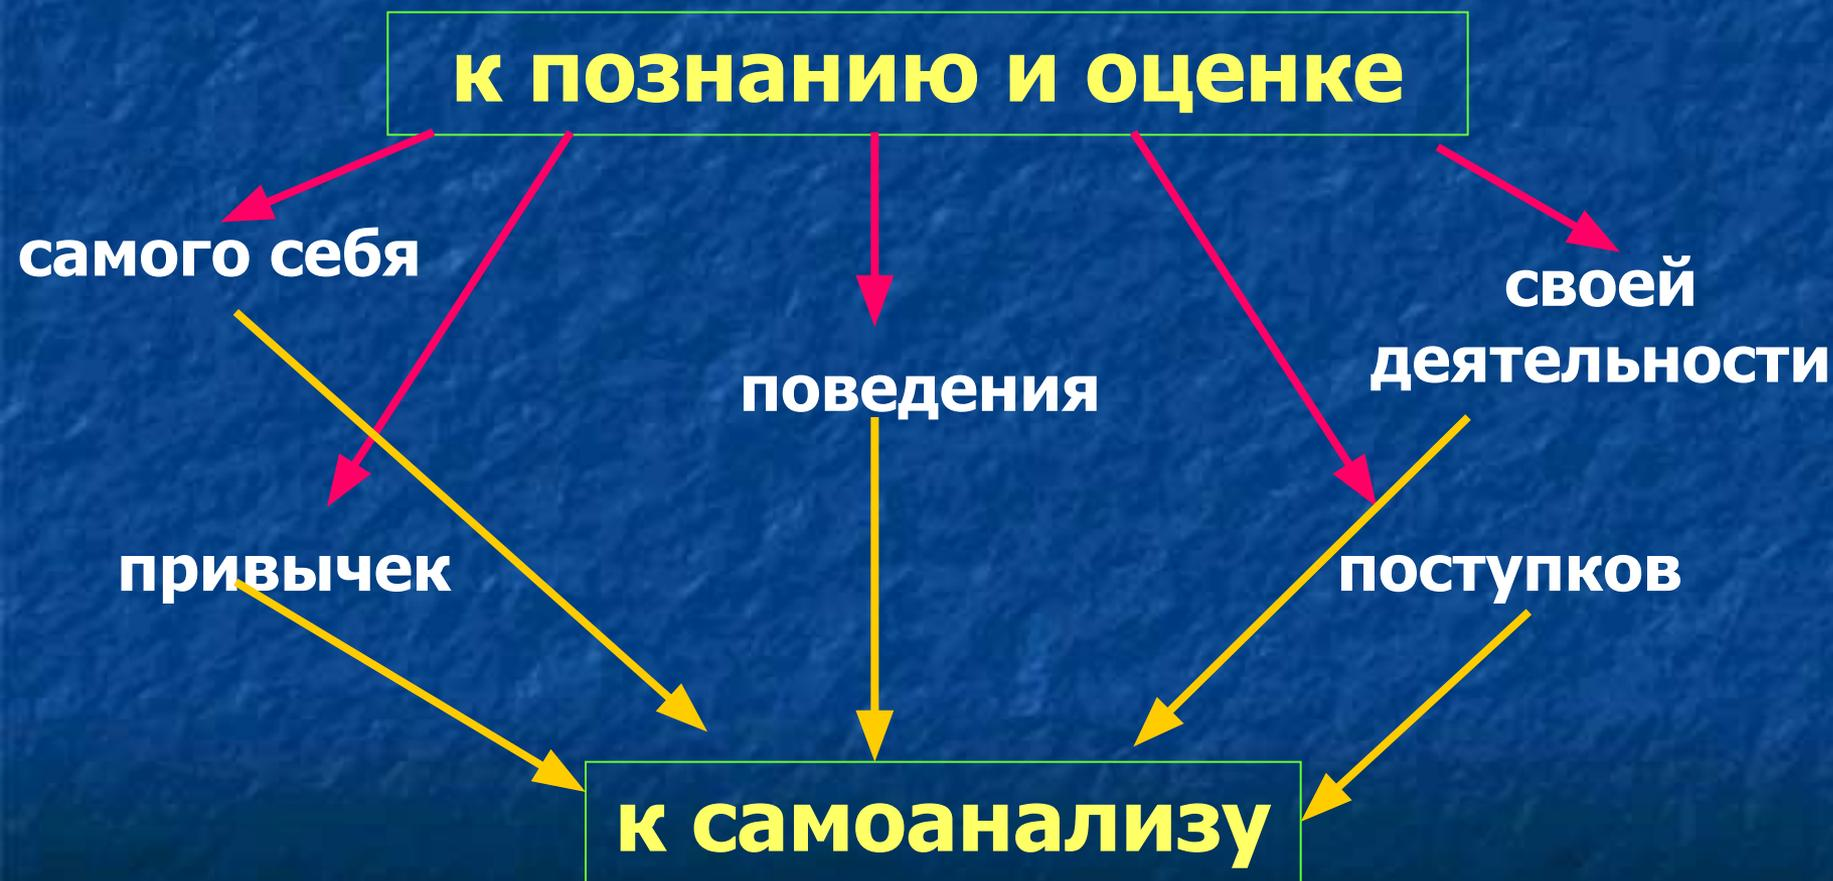 к познанию и оценке
самого себя
своей
деятельности
поведения
привычек
поступков
к самоанализу